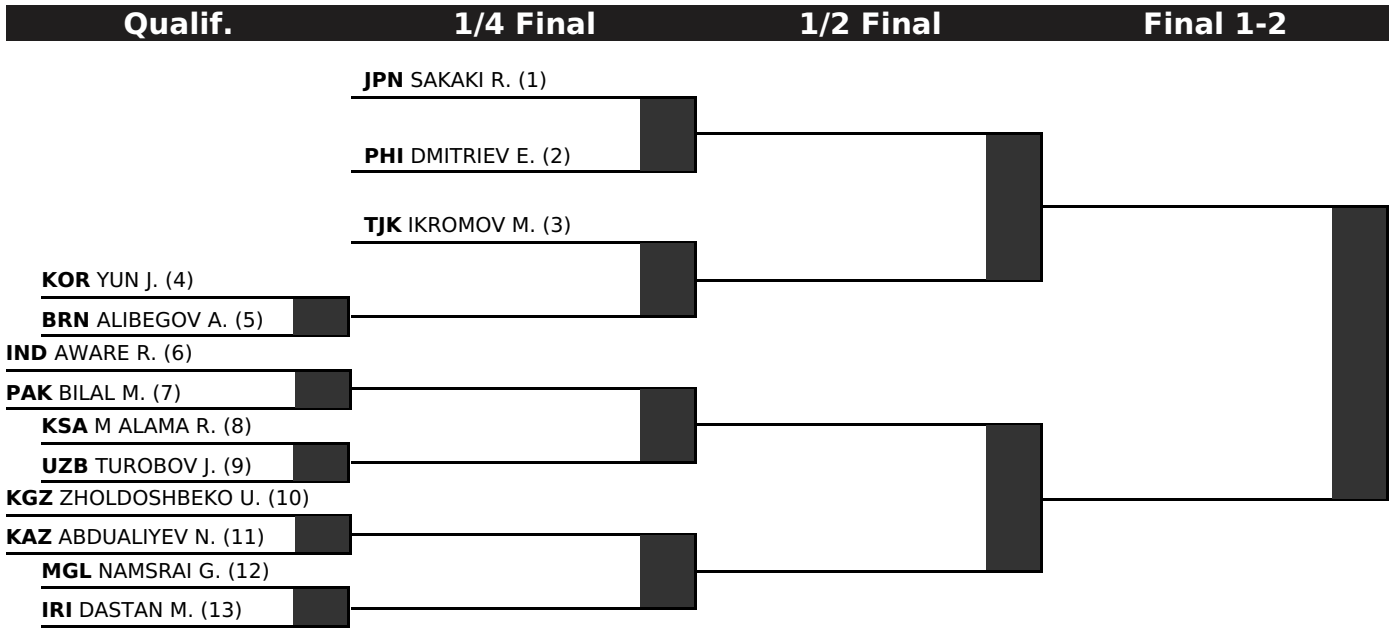 Qualif. 1/4 Final 1/2 Final Final 1-2
JPN SAKAKI R. (1)
PHI DMITRIEV E. (2)
TJK IKROMOV M. (3)
KOR YUN J. (4)
BRN ALIBEGOV A. (5)
IND AWARE R. (6)
PAK BILAL M. (7)
KSA M ALAMA R. (8)
UZB TUROBOV J. (9)
KGZ ZHOLDOSHBEKO U. (10)
KAZ ABDUALIYEV N. (11)
MGL NAMSRAI G. (12)
IRI DASTAN M. (13)